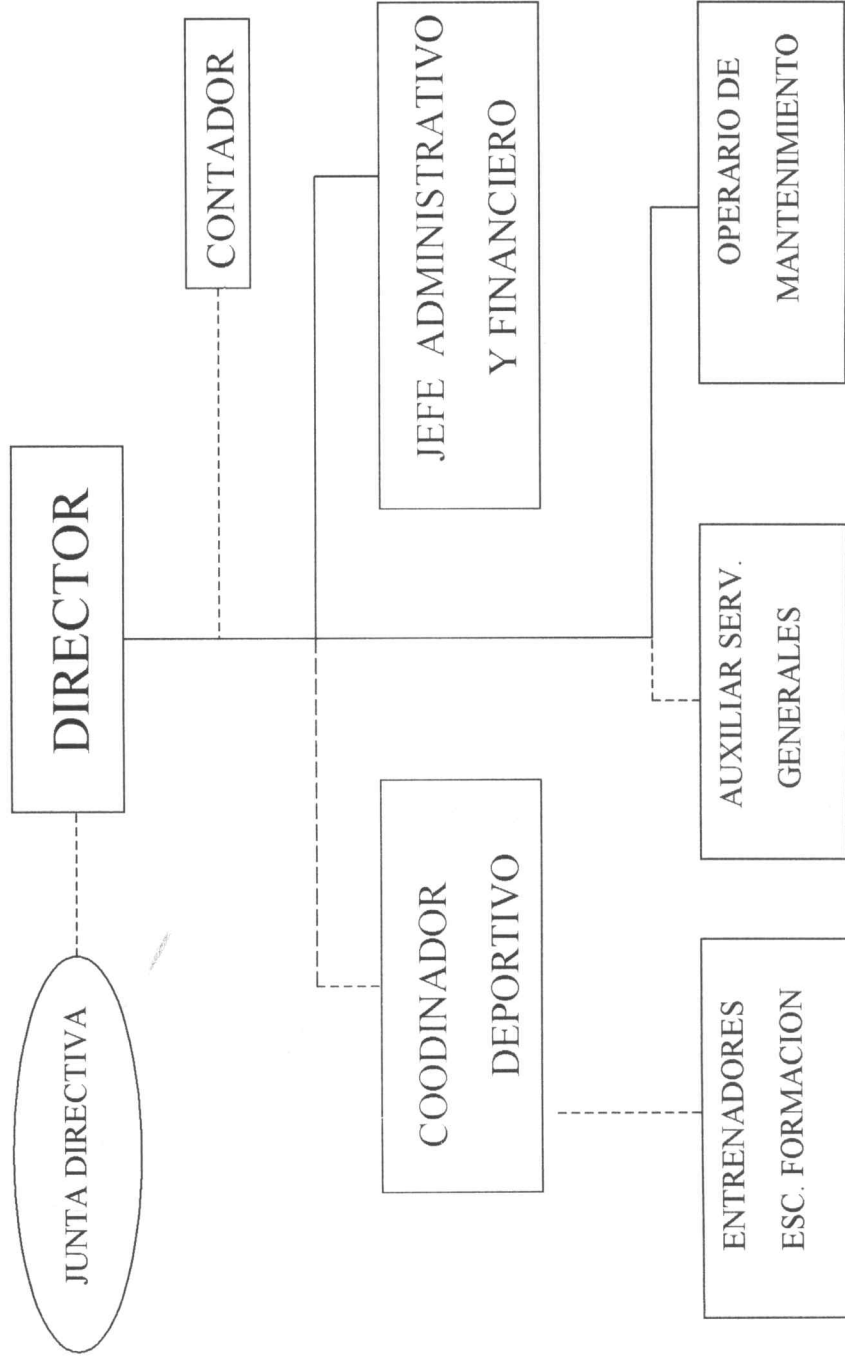 JUNTA DIRECTIVA
DIRECTOR
CONTADOR
COODINADOR
DEPORTIVO
JEFE ADMINISTRATIVO
Y FINANCIERO
ENTRENADORES
ESC. FORMACION
AUXILIAR SERV.
GENERALES
OPERARIO DE
MANTENIMIENTO